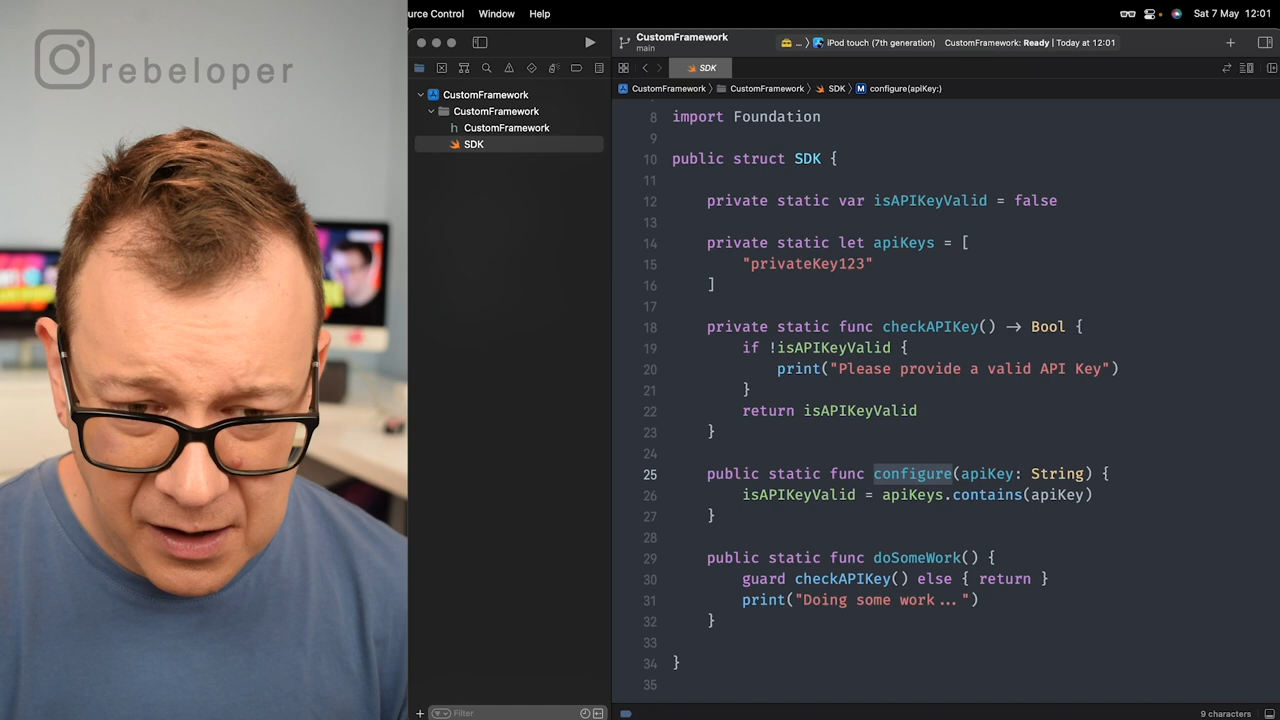 rebeloper
urce Control Window Help
Sat 7 May 12:01
CustomFramework
main
... iPod touch (7th generation)
CustomFramework: Ready | Today at 12:01
SDK
CustomFramework
CustomFramework
SDK
configure(apiKey:)
CustomFramework
CustomFramework
h CustomFramework
SDK
8 import Foundation
9
10 public struct SDK {
11
12 private static var isAPIKeyValid = false
13
14 private static let apiKeys = [
15 "privateKey123"
16 ]
17
18 private static func checkAPIKey() -> Bool {
19 if !isAPIKeyValid {
20 print("Please provide a valid API Key")
21 }
22 return isAPIKeyValid
23 }
24
25 public static func configure(apiKey: String) {
26 isAPIKeyValid = apiKeys.contains(apiKey)
27 }
28
29 public static func doSomeWork() {
30 guard checkAPIKey() else { return }
31 print("Doing some work...")
32 }
33
34 }
35
Filter
9 characters